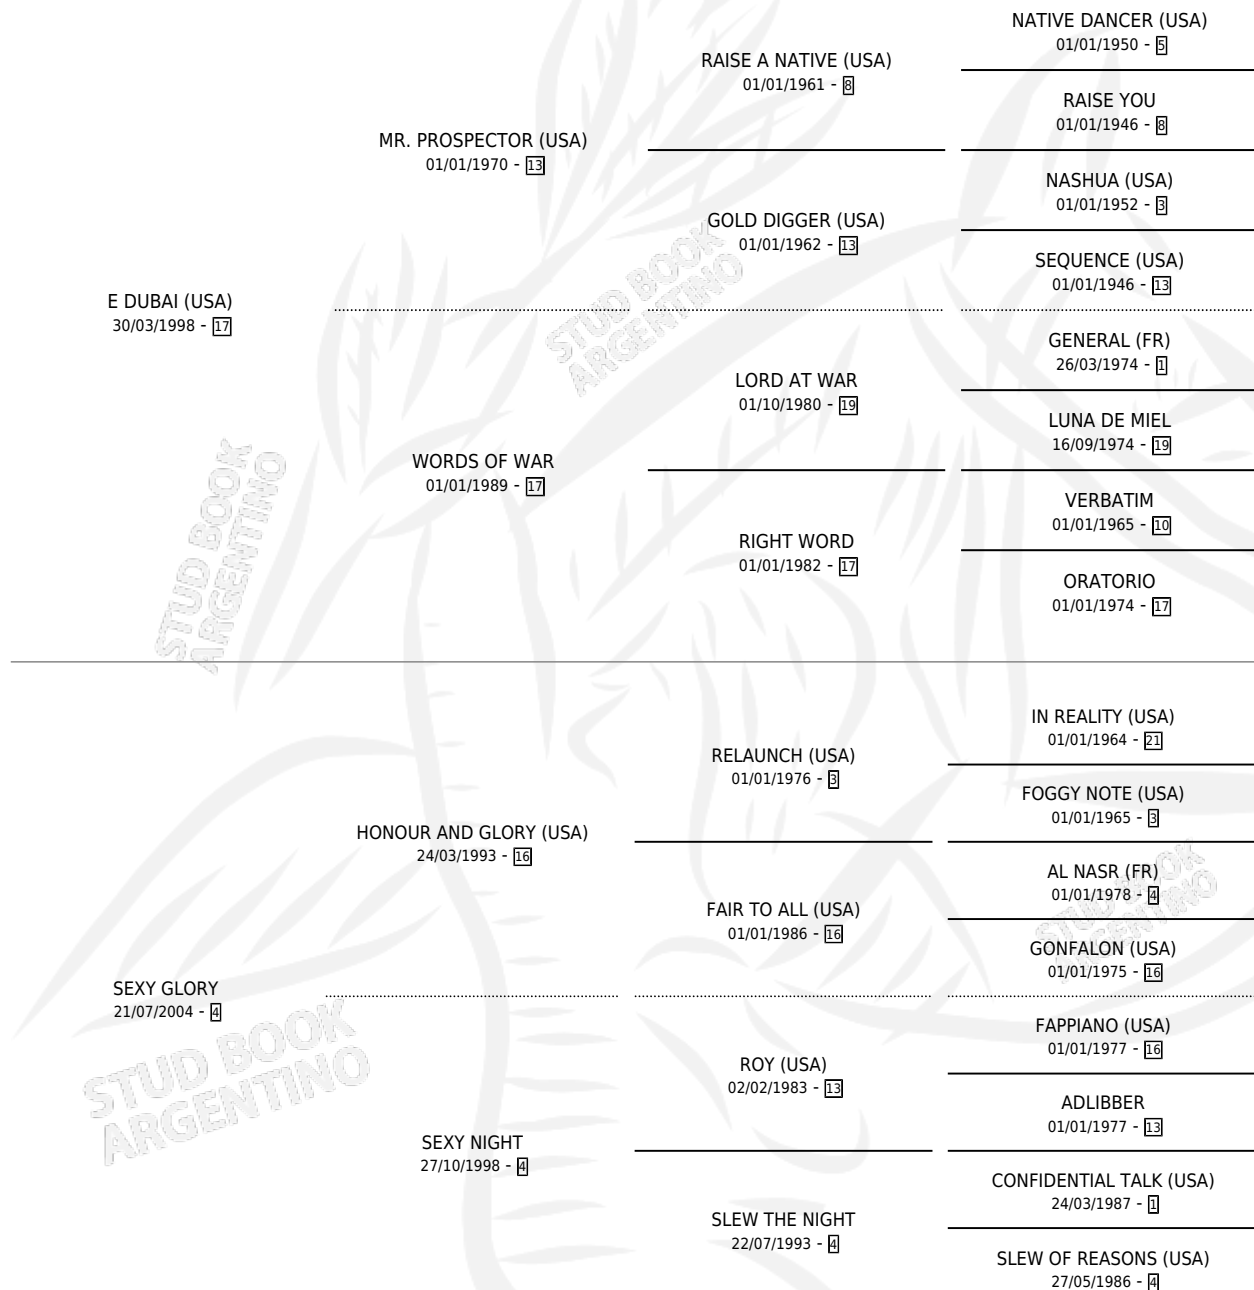 NATIVE DANCER (USA)
01/01/1950 - 5
RAISE A NATIVE (USA)
01/01/1961 - 8
RAISE YOU
01/01/1946 - 8
MR. PROSPECTOR (USA)
01/01/1970 - 13
NASHUA (USA)
01/01/1952 - 3
GOLD DIGGER (USA)
01/01/1962 - 13
SEQUENCE (USA)
01/01/1946 - 13
E DUBAI (USA)
30/03/1998 - 17
STUD BOOK
ARGENTINO
GENERAL (FR)
26/03/1974 - 1
LORD AT WAR
01/10/1980 - 19
LUNA DE MIEL
16/09/1974 - 19
WORDS OF WAR
01/01/1989 - 17
VERBATIM
01/01/1965 - 10
RIGHT WORD
01/01/1982 - 17
ORATORIO
01/01/1974 - 17
STUD BOOK
ARGENTINO
IN REALITY (USA)
01/01/1964 - 21
RELAUNCH (USA)
01/01/1976 - 3
FOGGY NOTE (USA)
01/01/1965 - 3
HONOUR AND GLORY (USA)
24/03/1993 - 16
AL NASR (FR)
01/01/1978 - 4
FAIR TO ALL (USA)
01/01/1986 - 16
STUD BOOK
ARGENTINO
GONFALON (USA)
01/01/1975 - 16
SEXY GLORY
21/07/2004 - 4
FAPPIANO (USA)
01/01/1977 - 16
ROY (USA)
02/02/1983 - 13
ADLIBBER
01/01/1977 - 13
STUD BOOK
ARGENTINO
SEXY NIGHT
27/10/1998 - 4
CONFIDENTIAL TALK (USA)
24/03/1987 - 1
SLEW THE NIGHT
22/07/1993 - 4
SLEW OF REASONS (USA)
27/05/1986 - 4